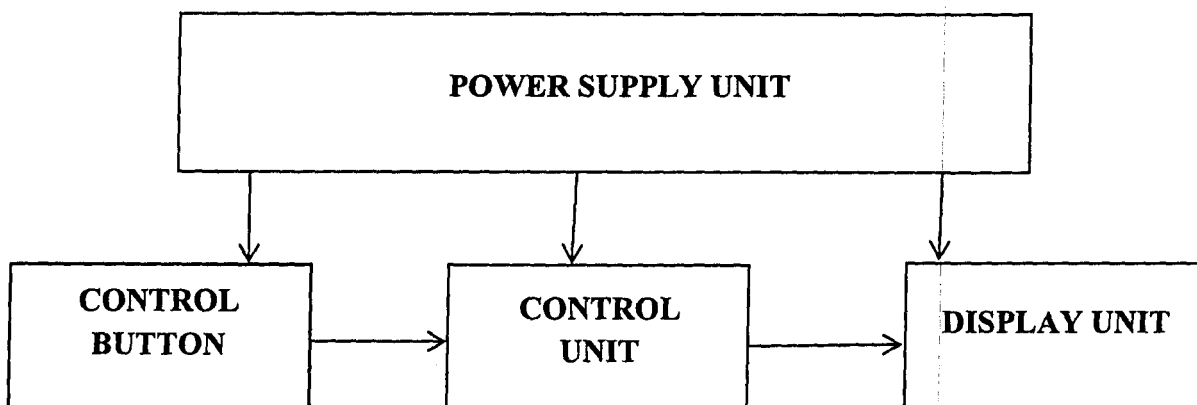 POWER SUPPLY UNIT
CONTROL
BUTTON
CONTROL
UNIT
DISPLAY UNIT